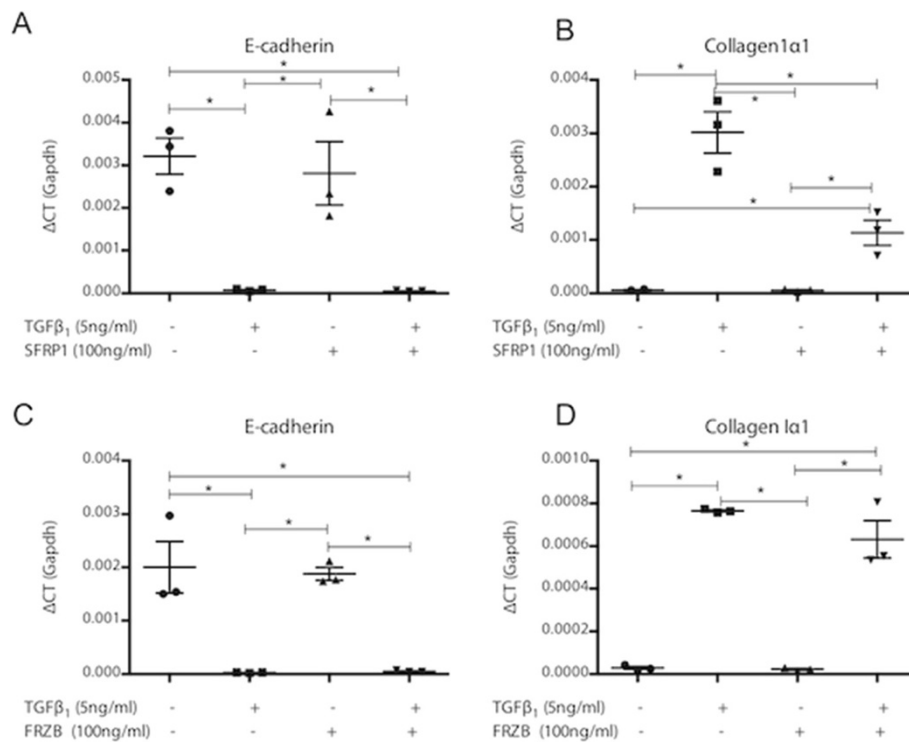 A
E-cadherin
* * * *
0.005
0.004
0.003
0.002
0.001
0.000
ΔCT (Gapdh)
TGFβ1 (5ng/ml) - + - +
SFRP1 (100ng/ml) - - + +
B
Collagen1α1
* * * * *
0.004
0.003
0.002
0.001
0.000
ΔCT (Gapdh)
TGFβ1 (5ng/ml) - + - +
SFRP1 (100ng/ml) - - + +
C
E-cadherin
* * * *
0.004
0.003
0.002
0.001
0.000
ΔCT (Gapdh)
TGFβ1 (5ng/ml) - + - +
FRZB (100ng/ml) - - + +
D
Collagen Iα1
* * * *
0.0010
0.0008
0.0006
0.0004
0.0002
0.0000
ΔCT (Gapdh)
TGFβ1 (5ng/ml) - + - +
FRZB (100ng/ml) - - + +